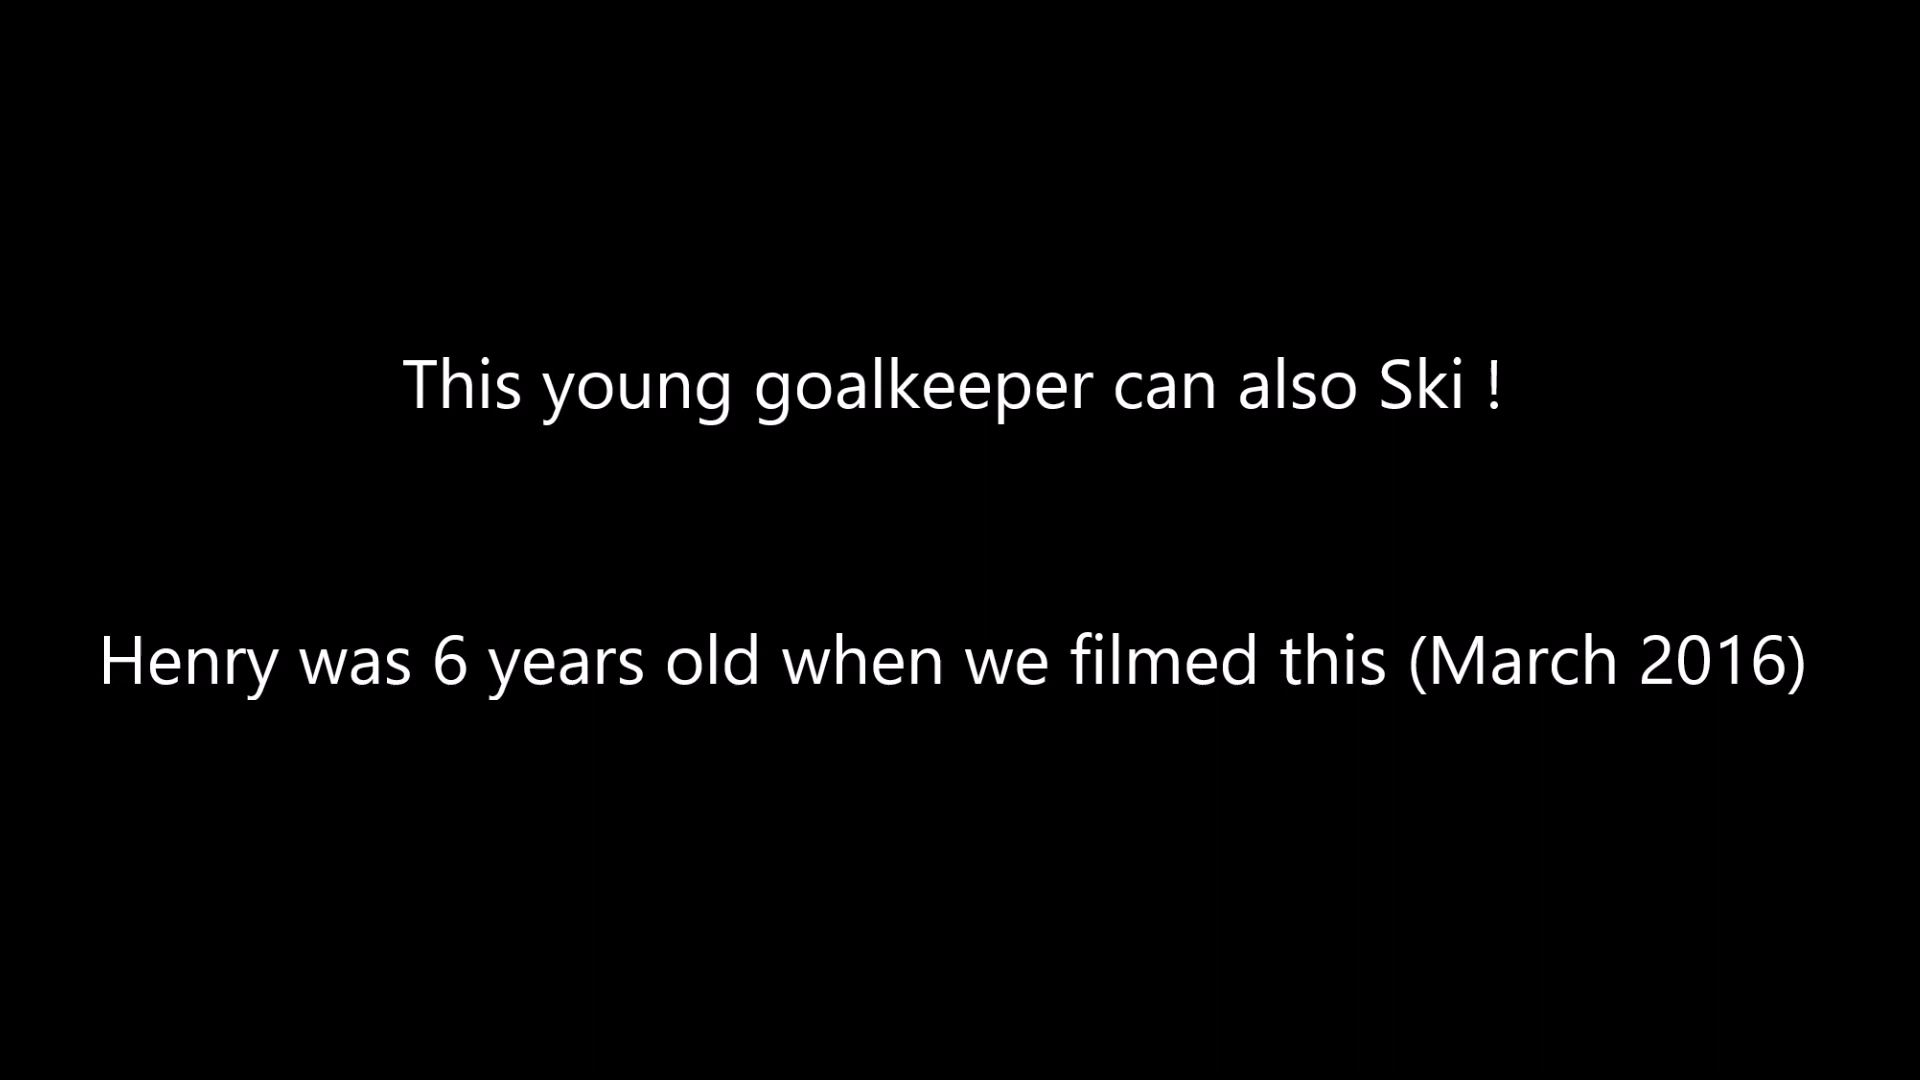 This young goalkeeper can also Ski !
Henry was 6 years old when we filmed this (March 2016)